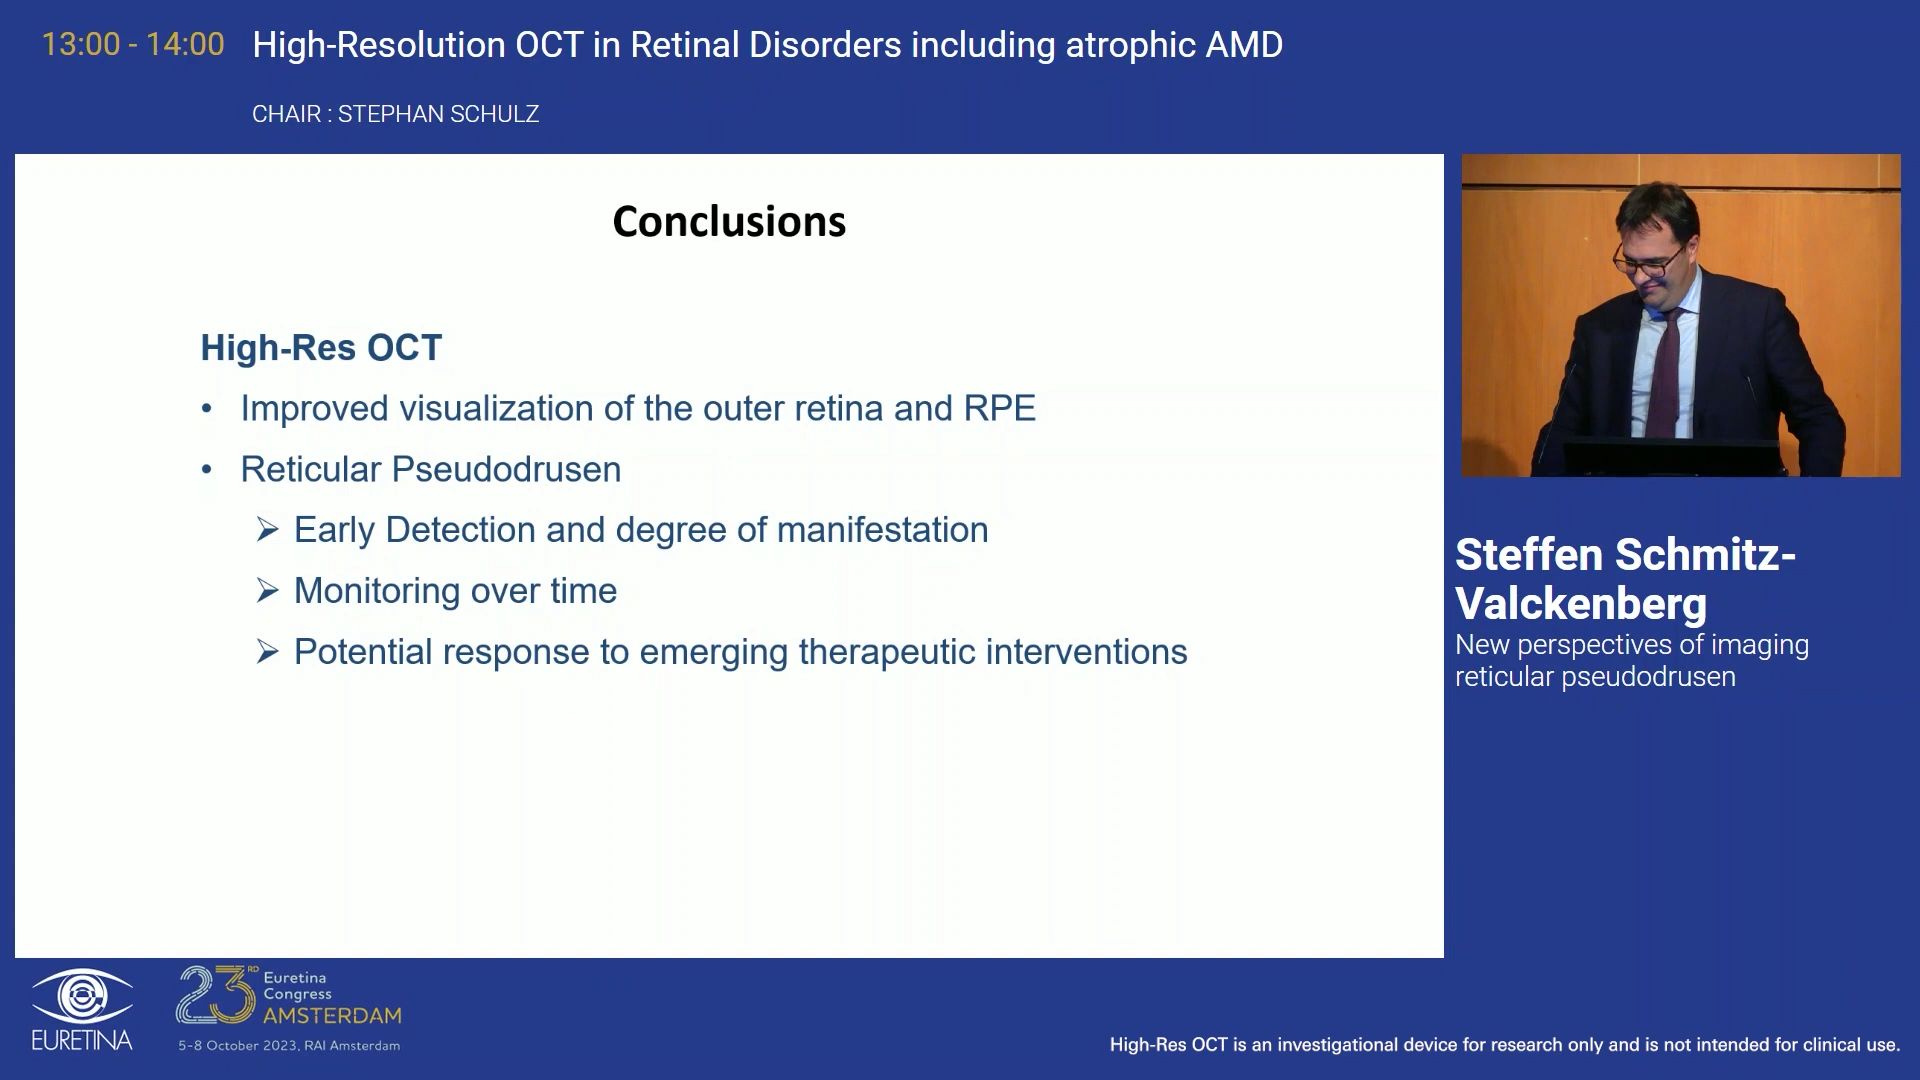 13:00 - 14:00 High-Resolution OCT in Retinal Disorders including atrophic AMD
CHAIR : STEPHAN SCHULZ
Conclusions
High-Res OCT
• Improved visualization of the outer retina and RPE
• Reticular Pseudodrusen
➢ Early Detection and degree of manifestation
➢ Monitoring over time
➢ Potential response to emerging therapeutic interventions
Steffen Schmitz-
Valckenberg
New perspectives of imaging
reticular pseudodrusen
EURETINA
23RD
Euretina
Congress
AMSTERDAM
5-8 October 2023, RAI Amsterdam
High-Res OCT is an investigational device for research only and is not intended for clinical use.